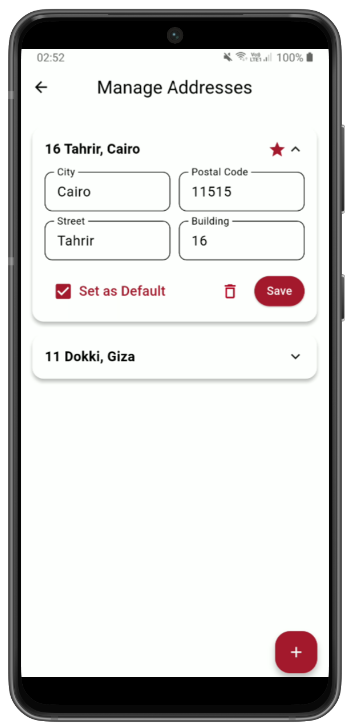 02:52
100%
Manage Addresses
16 Tahrir, Cairo
City
Postal Code
Cairo
11515
Street
Building
Tahrir
16
Set as Default
Save
11 Dokki, Giza
+